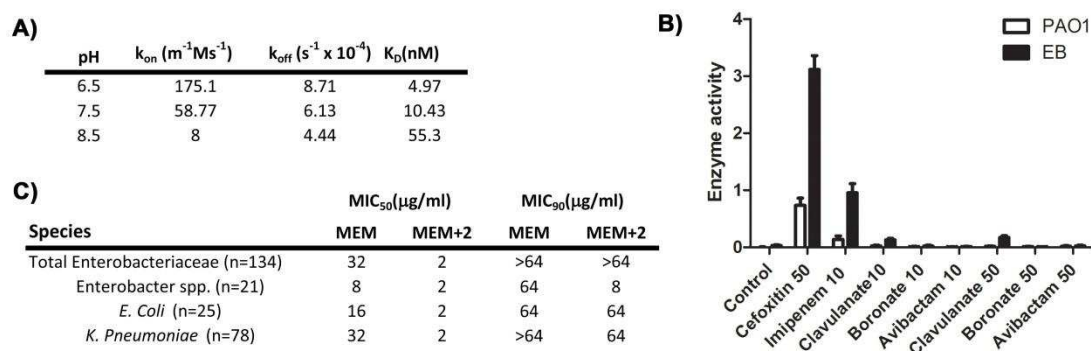 A)
pH kon (m-1Ms-1) koff (s-1 x 10-4) KD(nM)
6.5 175.1 8.71 4.97
7.5 58.77 6.13 10.43
8.5 8 4.44 55.3
C)
MIC50(µg/ml) MIC90(µg/ml)
Species MEM MEM+2 MEM MEM+2
Total Enterobacteriaceae (n=134) 32 2 >64 >64
Enterobacter spp. (n=21) 8 2 64 8
E. Coli (n=25) 16 2 64 64
K. Pneumoniae (n=78) 32 2 >64 64
B)
PAO1
EB
Enzyme activity
4
3
2
1
0
Control
Cefoxitin 50
Imipinem 10
Clavulanate10
Boronate 10
Avibactam 10
Clavulanate 50
Boronate 50
Avibactam 50